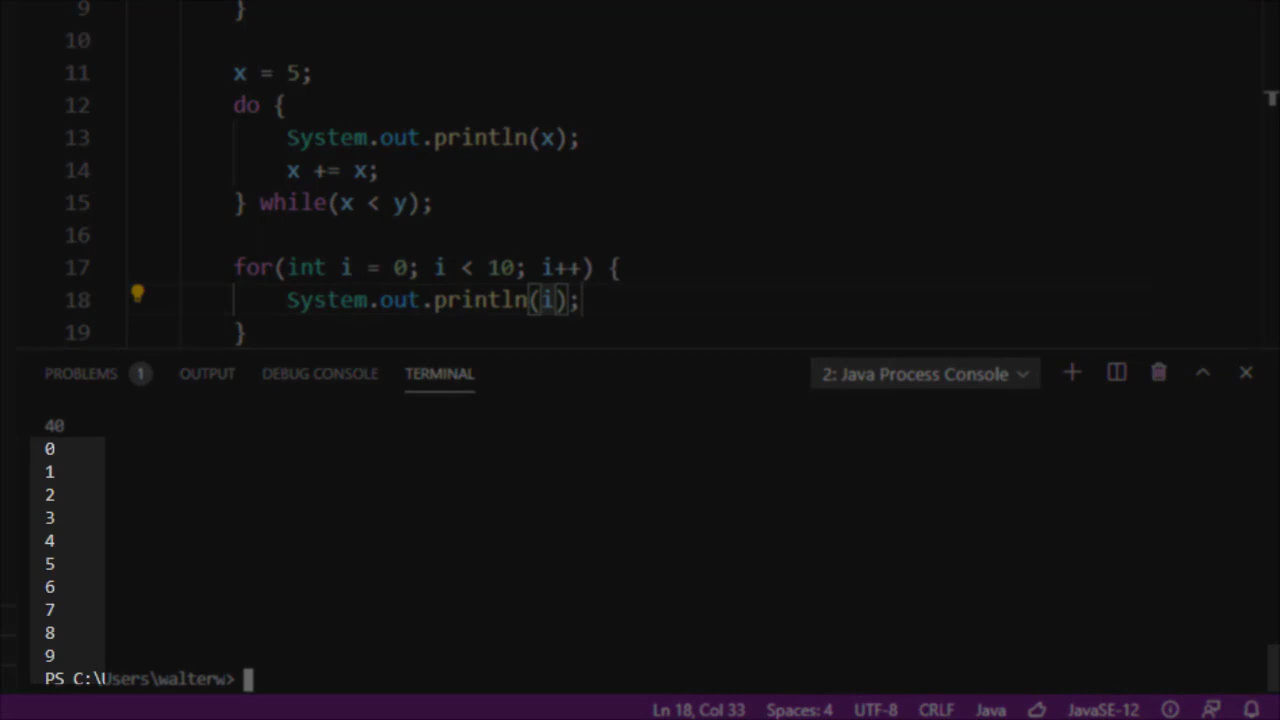 9 }
10
11 x = 5;
12 do {
13 System.out.println(x);
14 x += x;
15 } while(x < y);
16
17 for(int i = 0; i < 10; i++) {
18 System.out.println(i);
19 }
PROBLEMS 1 OUTPUT DEBUG CONSOLE TERMINAL 2: Java Process Console
40
0
1
2
3
4
5
6
7
8
9
PS C:\Users\walterw>
Ln 18, Col 33 Spaces: 4 UTF-8 CRLF Java JavaSE-12